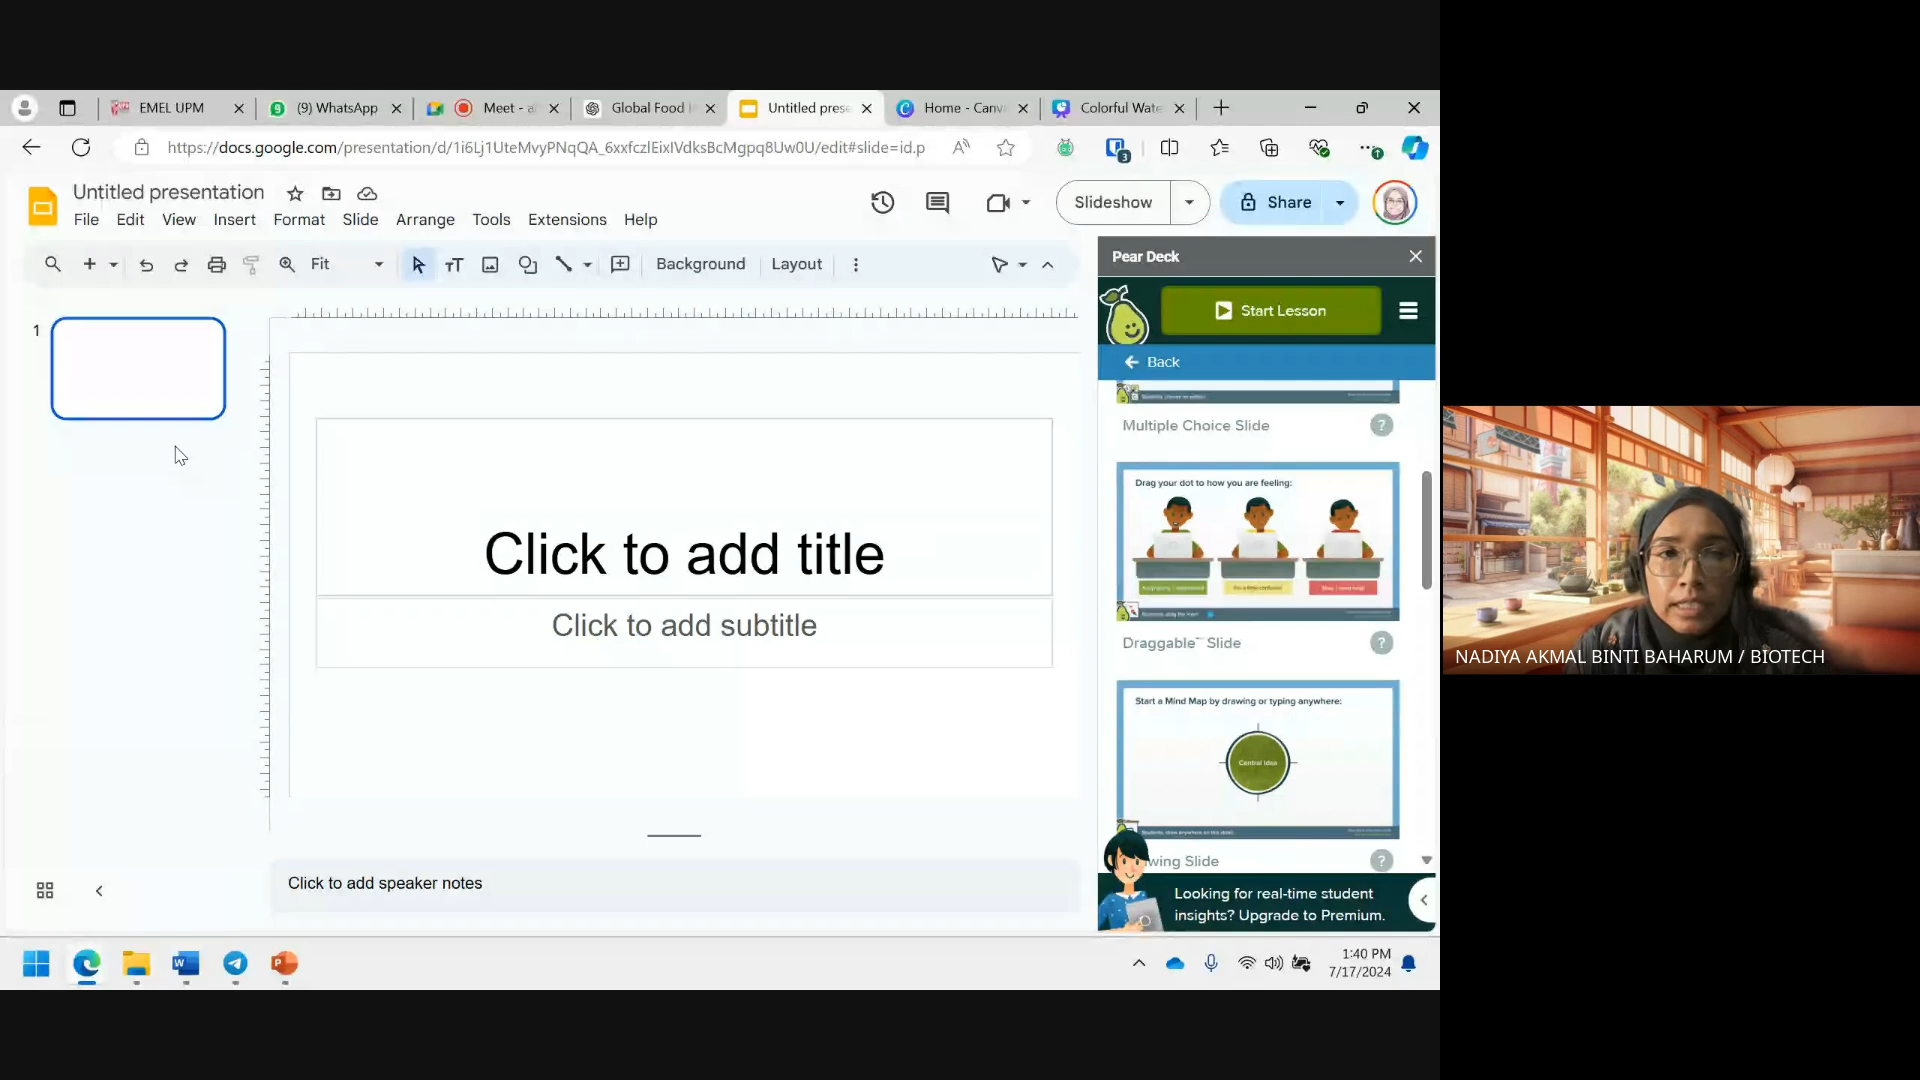 EMEL UPM
(9) WhatsApp
Meet - a
Global Food I
Untitled prese
Home - Canv
Colorful Wate
https://docs.google.com/presentation/d/1i6Lj1UteMvyPNqQA_6xxfczlEixIVdksBcMgpq8Uw0U/edit#slide=id.p
3
Untitled presentation
Slideshow
Share
File Edit View Insert Format Slide Arrange Tools Extensions Help
Fit
Background
Layout
Pear Deck
Start Lesson
Back
1
Click to add title
Click to add subtitle
Click to add speaker notes
Multiple Choice Slide
?
Drag your dot to how you are feeling:
Draggable™ Slide
?
Start a Mind Map by drawing or typing anywhere:
Central Idea
wing Slide
?
Looking for real-time student
insights? Upgrade to Premium.
NADIYA AKMAL BINTI BAHARUM / BIOTECH
1:40 PM
7/17/2024